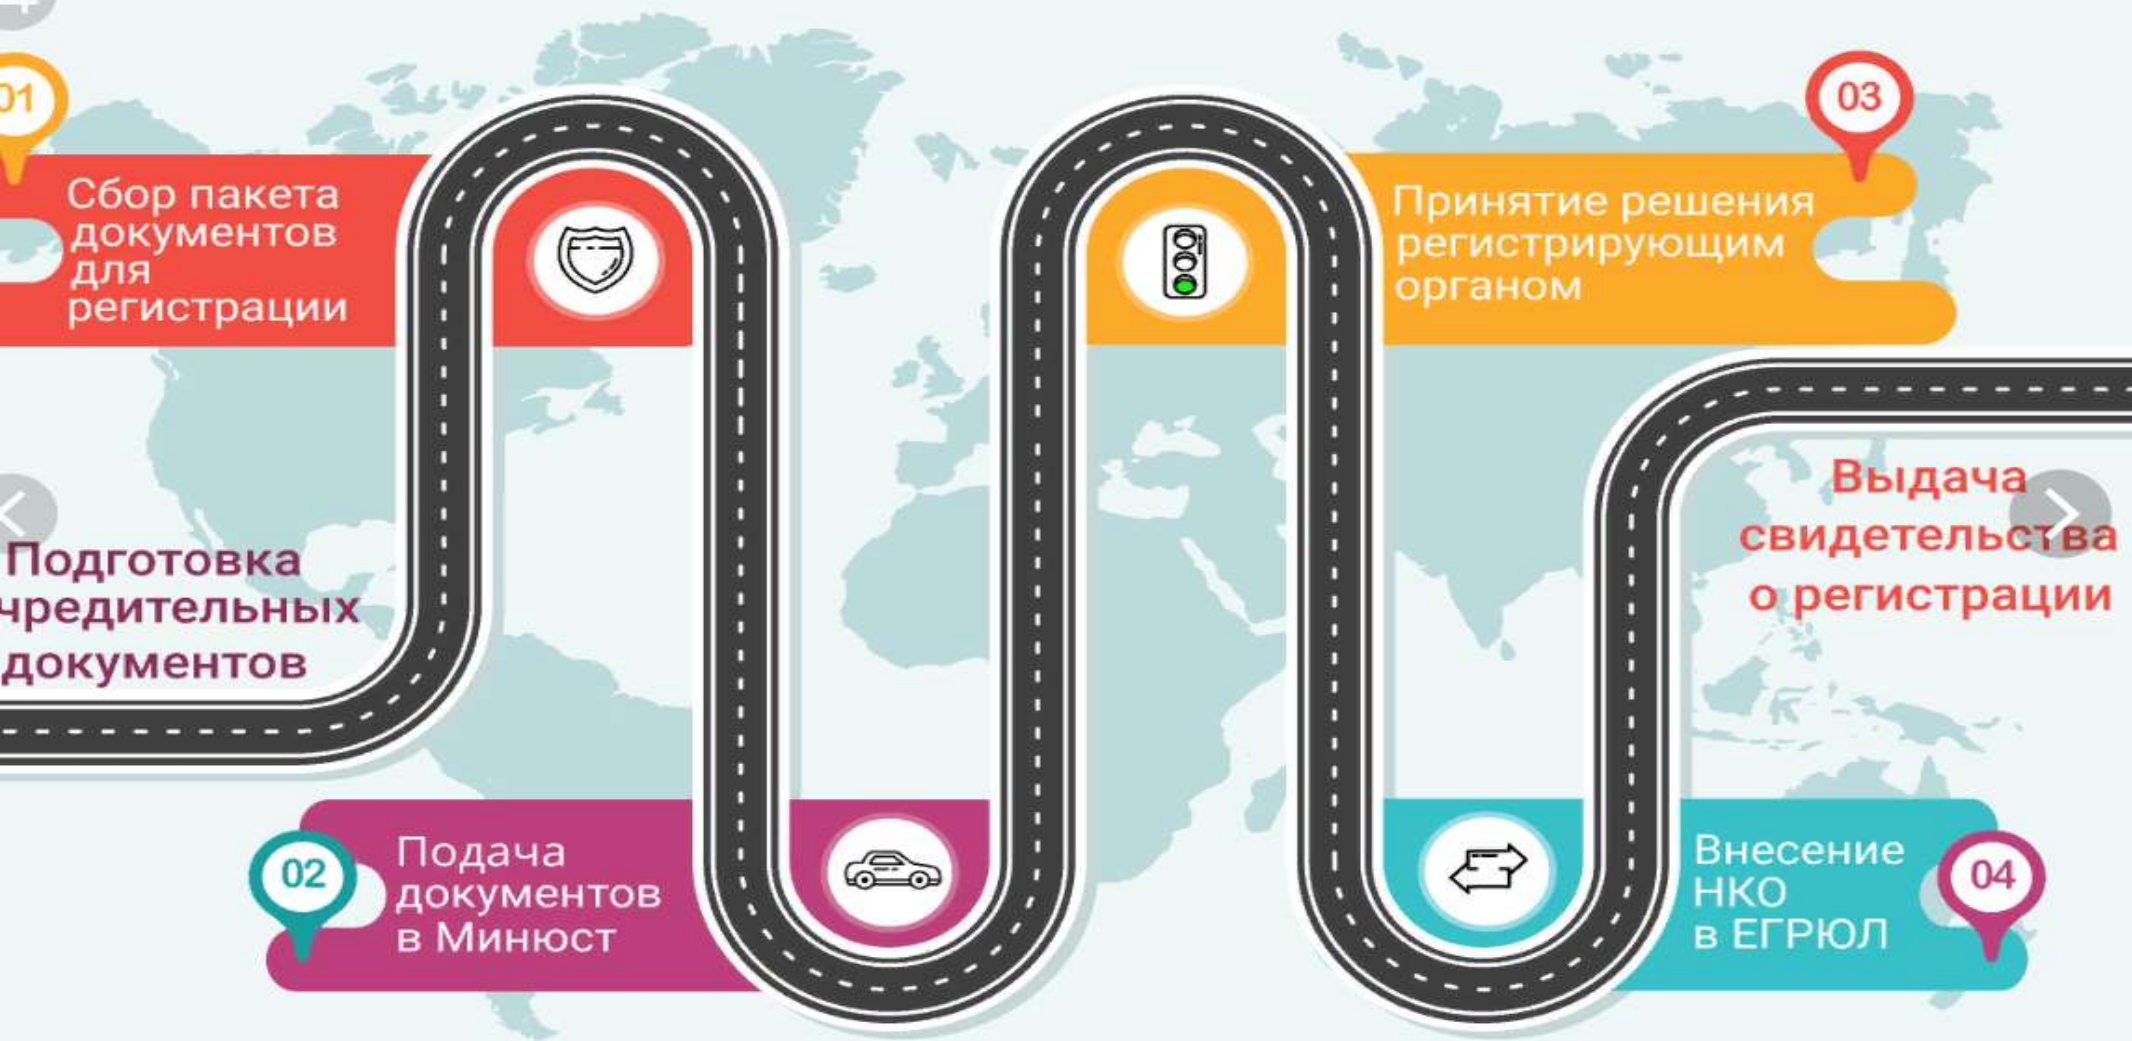 01
Сбор пакета
документов
для
регистрации
Подготовка
чредительных
документов
02
Подача
документов
в Минюст
03
Принятие решения
регистрирующим
органом
04
Внесение
НКО
в ЕГРЮЛ
Выдача
свидетельства
о регистрации